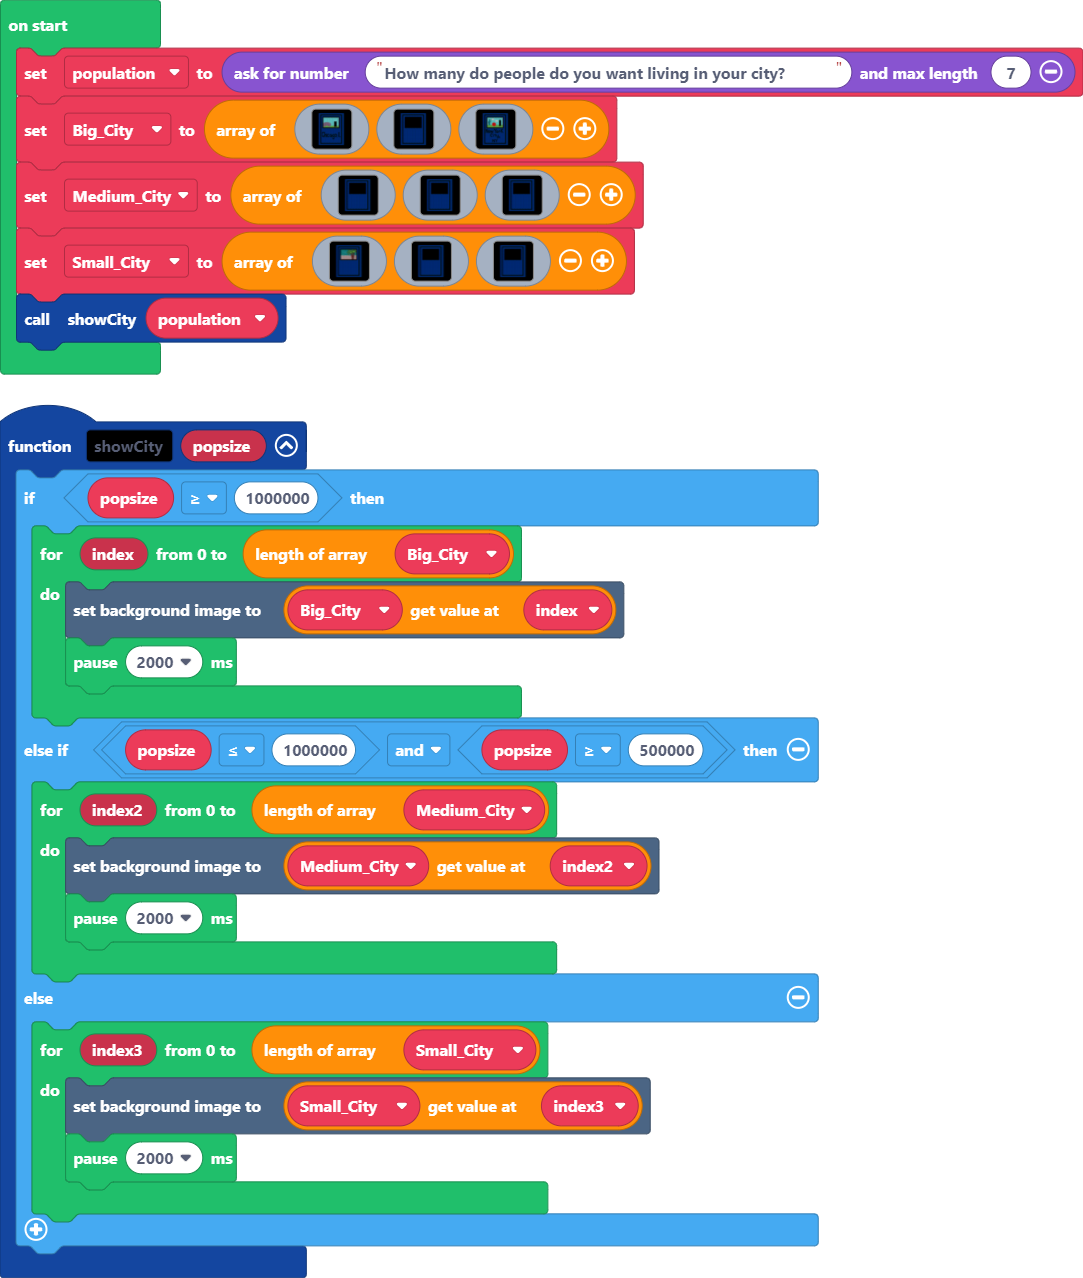 on start
set population to ask for number "How many do people do you want living in your city?" and max length 7
set Big_City to array of
set Medium_City to array of
set Small_City to array of
call showCity population
function showCity popsize
if popsize ≥ 1000000 then
for index from 0 to length of array Big_City
do
set background image to Big_City get value at index
pause 2000 ms
else if popsize ≤ 1000000 and popsize ≥ 500000 then
for index2 from 0 to length of array Medium_City
do
set background image to Medium_City get value at index2
pause 2000 ms
else
for index3 from 0 to length of array Small_City
do
set background image to Small_City get value at index3
pause 2000 ms